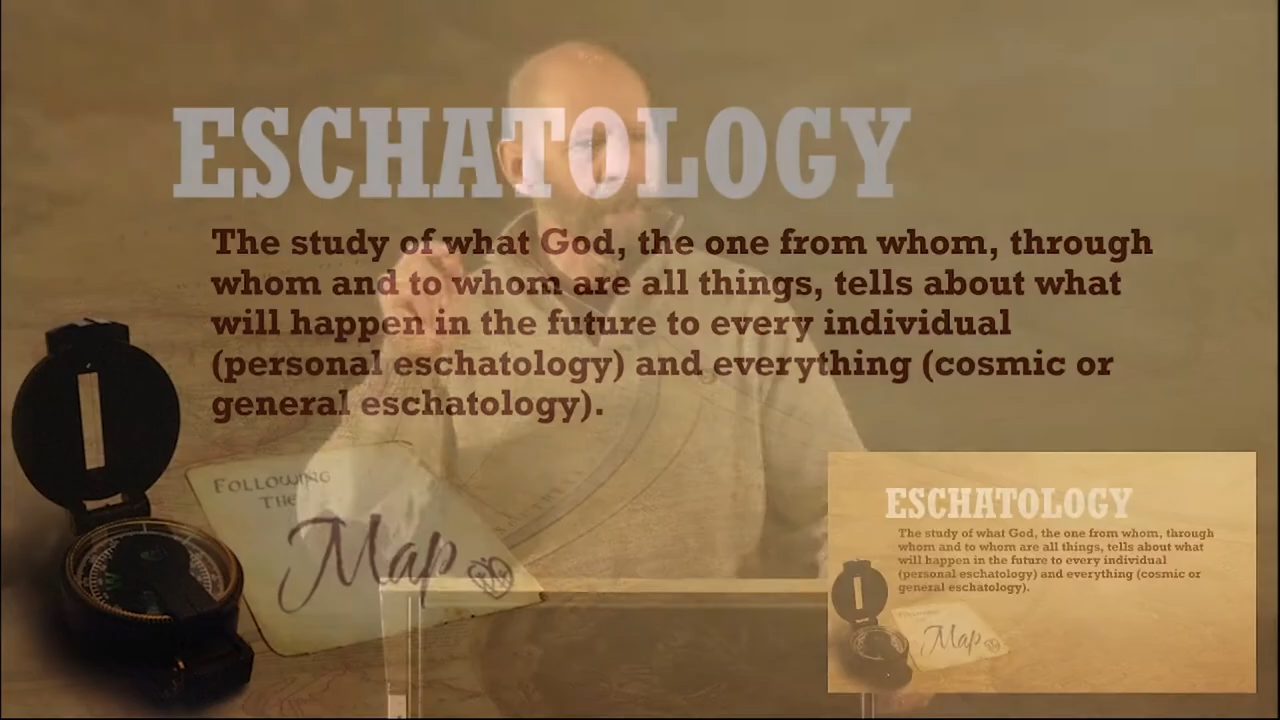 ESCHATOLOGY
The study of what God, the one from whom, through
whom and to whom are all things, tells about what
will happen in the future to every individual
(personal eschatology) and everything (cosmic or
general eschatology).
FOLLOWING
THE
Map
ESCHATOLOGY
The study of what God, the one from whom, through
whom and to whom are all things, tells about what
will happen in the future to every individual
(personal eschatology) and everything (cosmic or
general eschatology).
Map